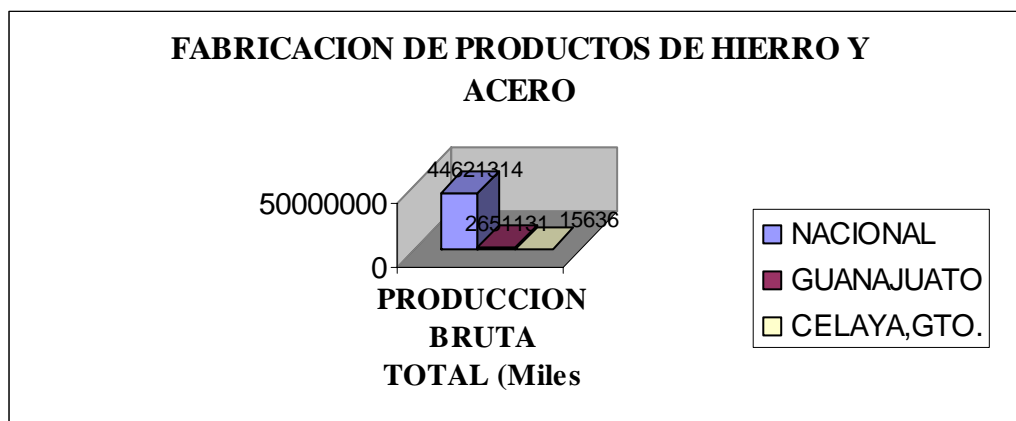 FABRICACION DE PRODUCTOS DE HIERRO Y
ACERO
44621314
2651131
15636
50000000
0
PRODUCCION
BRUTA
TOTAL (Miles
NACIONAL
GUANAJUATO
CELAYA,GTO.